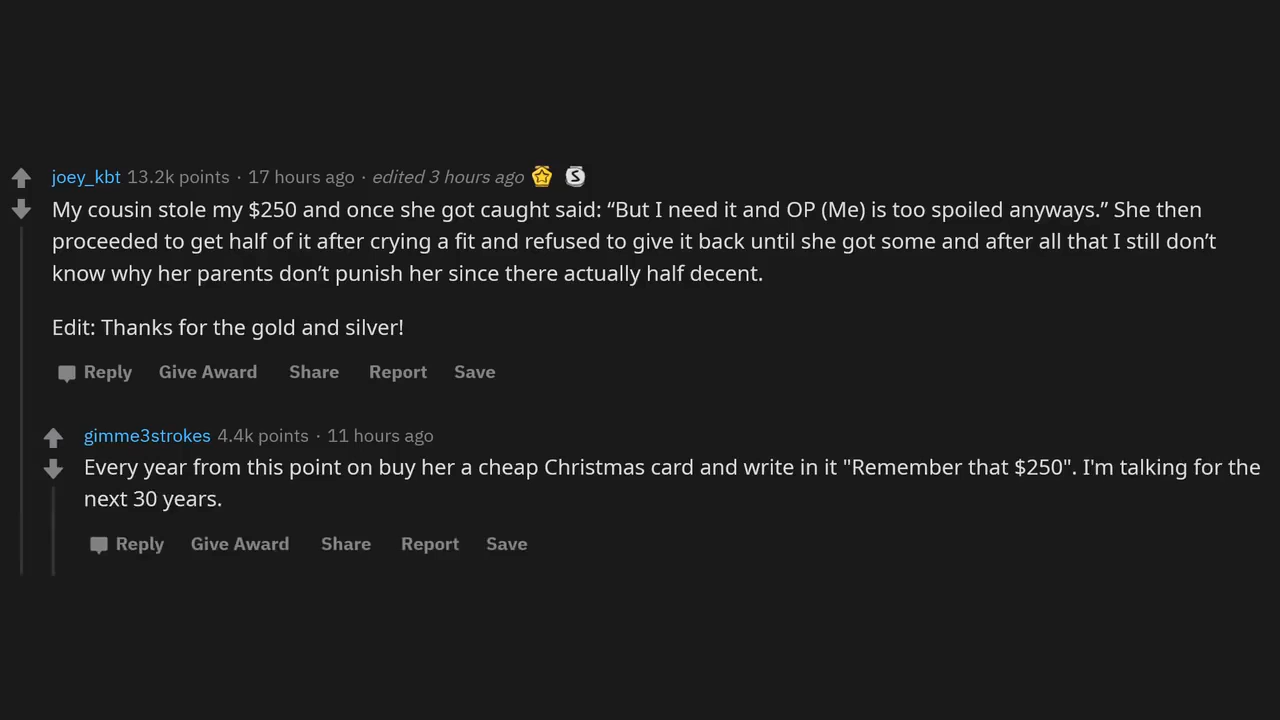 joey_kbt 13.2k points · 17 hours ago · edited 3 hours ago
My cousin stole my $250 and once she got caught said: “But I need it and OP (Me) is too spoiled anyways.” She then
proceeded to get half of it after crying a fit and refused to give it back until she got some and after all that I still don’t
know why her parents don’t punish her since there actually half decent.
Edit: Thanks for the gold and silver!
Reply Give Award Share Report Save
gimme3strokes 4.4k points · 11 hours ago
Every year from this point on buy her a cheap Christmas card and write in it "Remember that $250". I'm talking for the
next 30 years.
Reply Give Award Share Report Save